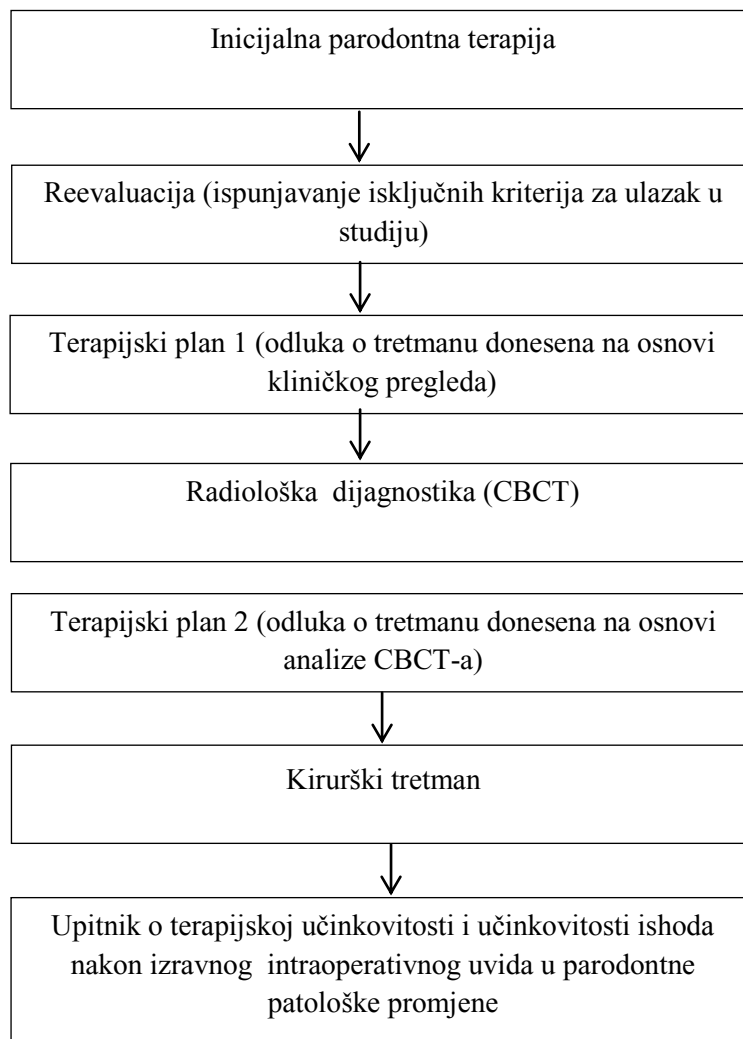 Inicijalna parodontna terapija
Reevaluacija (ispunjavanje isključnih kriterija za ulazak u
studiju)
Terapijski plan 1 (odluka o tretmanu donesena na osnovi
kliničkog pregleda)
Radiološka dijagnostika (CBCT)
Terapijski plan 2 (odluka o tretmanu donesena na osnovi
analize CBCT-a)
Kirurški tretman
Upitnik o terapijskoj učinkovitosti i učinkovitosti ishoda
nakon izravnog intraoperativnog uvida u parodontne
patološke promjene